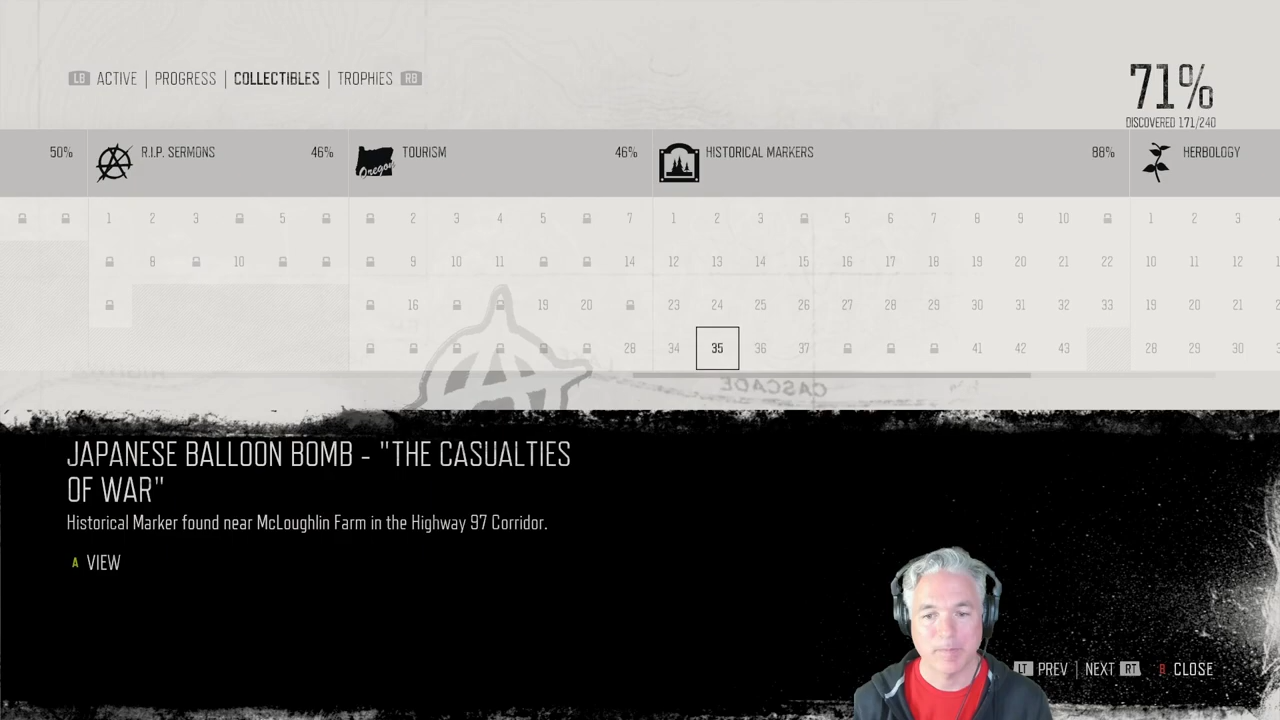 LB ACTIVE | PROGRESS | COLLECTIBLES | TROPHIES RB
71%
DISCOVERED 171/240
50% R.I.P. SERMONS 46% Oregon TOURISM 46% HISTORICAL MARKERS 88% HERBOLOGY
1 2 3 5 2 3 4 5 7 1 2 3 5 6 7 8 9 10 1 2 3
8 10 9 10 11 14 12 13 14 15 16 17 18 19 20 21 22 10 11 12
16 19 20 23 24 25 26 27 28 29 30 31 32 33 19 20 21
28 34 35 36 37 41 42 43 28 29 30
CASCADE
JAPANESE BALLOON BOMB - "THE CASUALTIES
OF WAR"
Historical Marker found near McLoughlin Farm in the Highway 97 Corridor.
A VIEW
LT PREV | NEXT RT B CLOSE